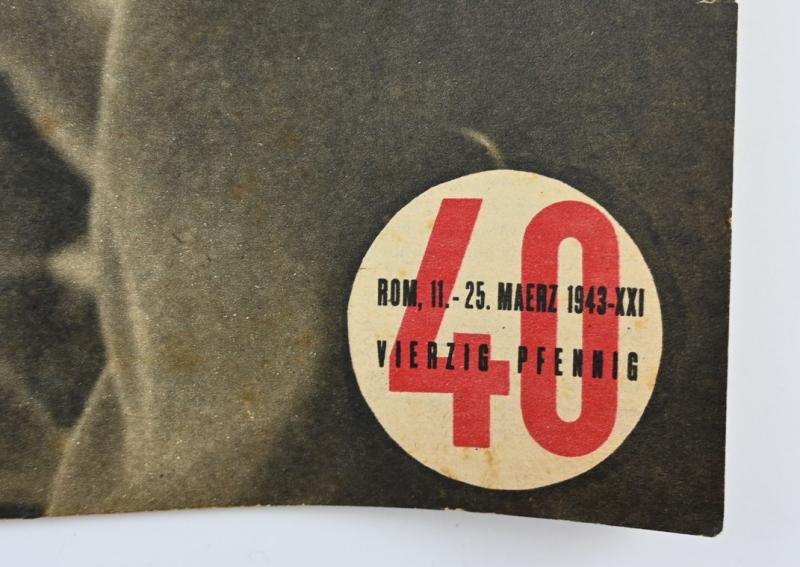 40
ROM, 11.-25. MAERZ 1943-XXI
VIERZIG PFENNIG